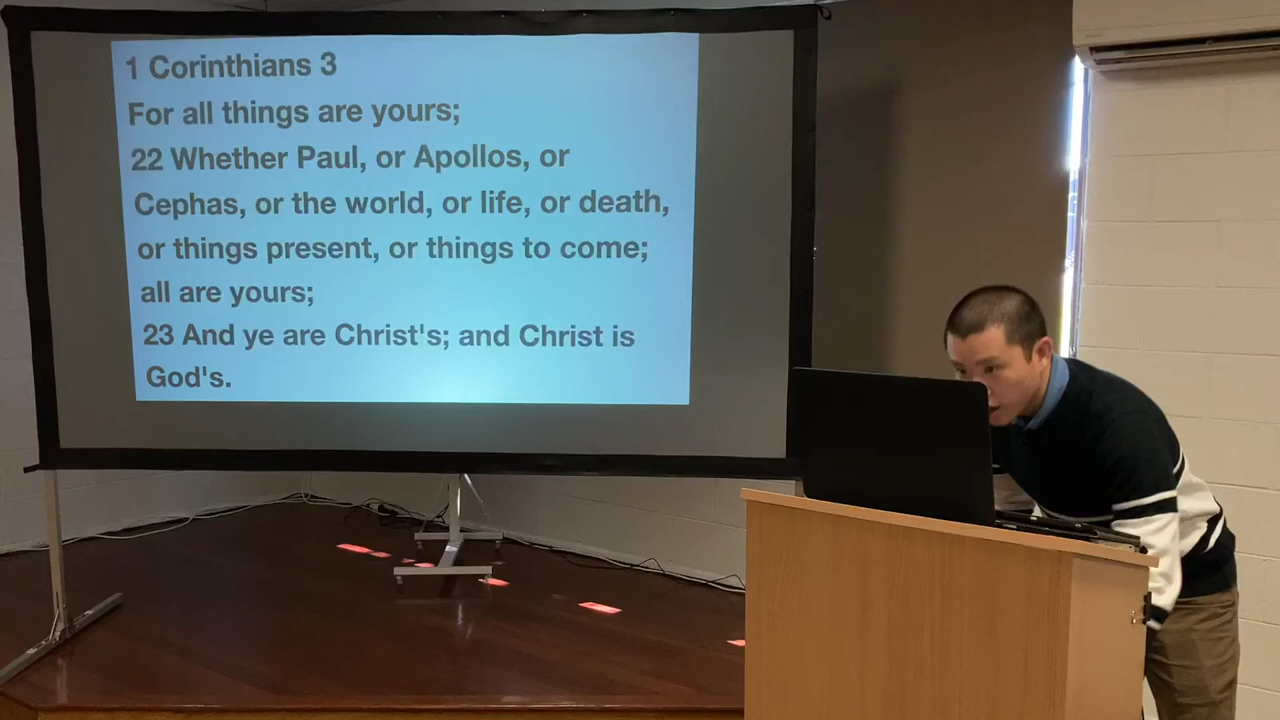 1 Corinthians 3
For all things are yours;
22 Whether Paul, or Apollos, or
Cephas, or the world, or life, or death,
or things present, or things to come;
all are yours;
23 And ye are Christ's; and Christ is
God's.